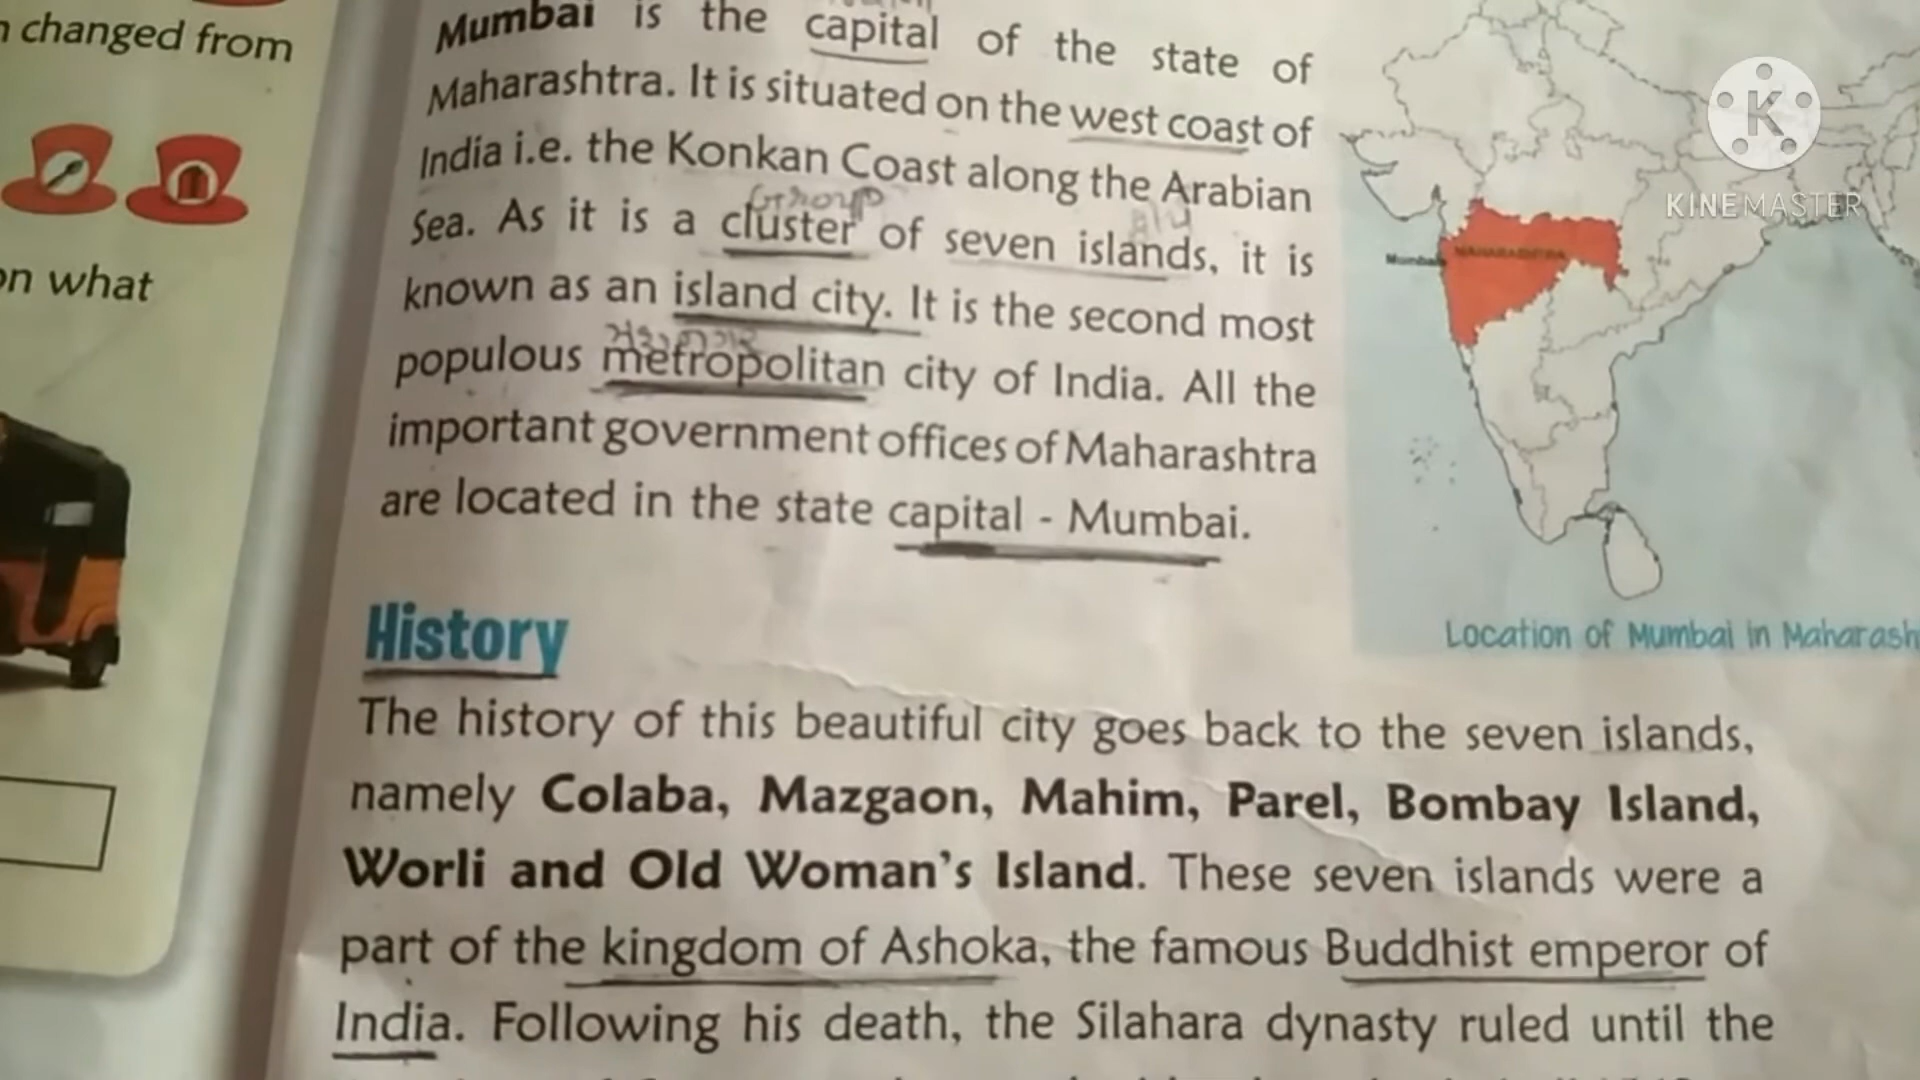 changed from
on what
Mumbai is the capital of the state of
Maharashtra. It is situated on the west coast of
India i.e. the Konkan Coast along the Arabian
Group
Sea. As it is a cluster of seven islands, it is
known as an island city. It is the second most
populous metropolitan city of India. All the
important government offices of Maharashtra
are located in the state capital - Mumbai.
Mumbai MAHARASHTRA
KINEMASTER
Location of Mumbai in Maharash
History
The history of this beautiful city goes back to the seven islands,
namely Colaba, Mazgaon, Mahim, Parel, Bombay Island,
Worli and Old Woman's Island. These seven islands were a
part of the kingdom of Ashoka, the famous Buddhist emperor of
India. Following his death, the Silahara dynasty ruled until the